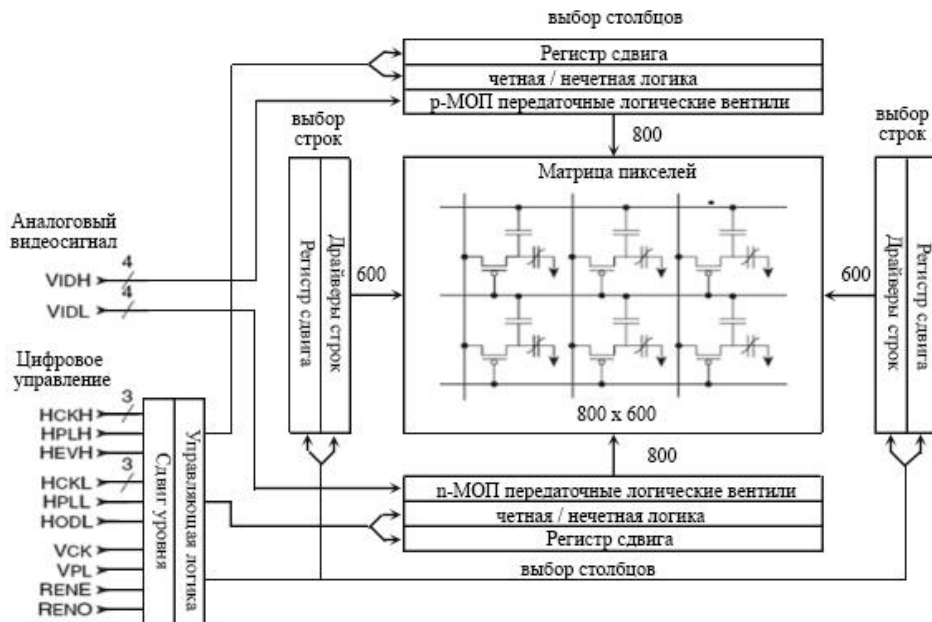 выбор столбцов
Регистр сдвига
четная / нечетная логика
р-МОП передаточные логические вентили
800
выбор
строк
выбор
строк
Матрица пикселей
Аналоговый
видеосигнал
4
VIDH
4
VIDL
Регистр сдвига
Драйверы строк
600
600
Драйверы строк
Регистр сдвига
800 x 600
Цифровое
управление
3
HCKH
HPLH
HEVH
3
HCKL
HPLL
HODL
VCK
VPL
RENE
RENO
Сдвиг уровня
Управляющая логика
800
n-МОП передаточные логические вентили
четная / нечетная логика
Регистр сдвига
выбор столбцов